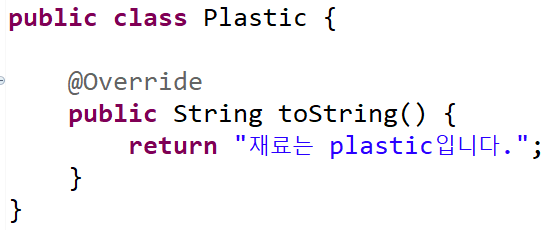 public class Plastic {
@Override
public String toString() {
return "재료는 plastic입니다.";
}
}